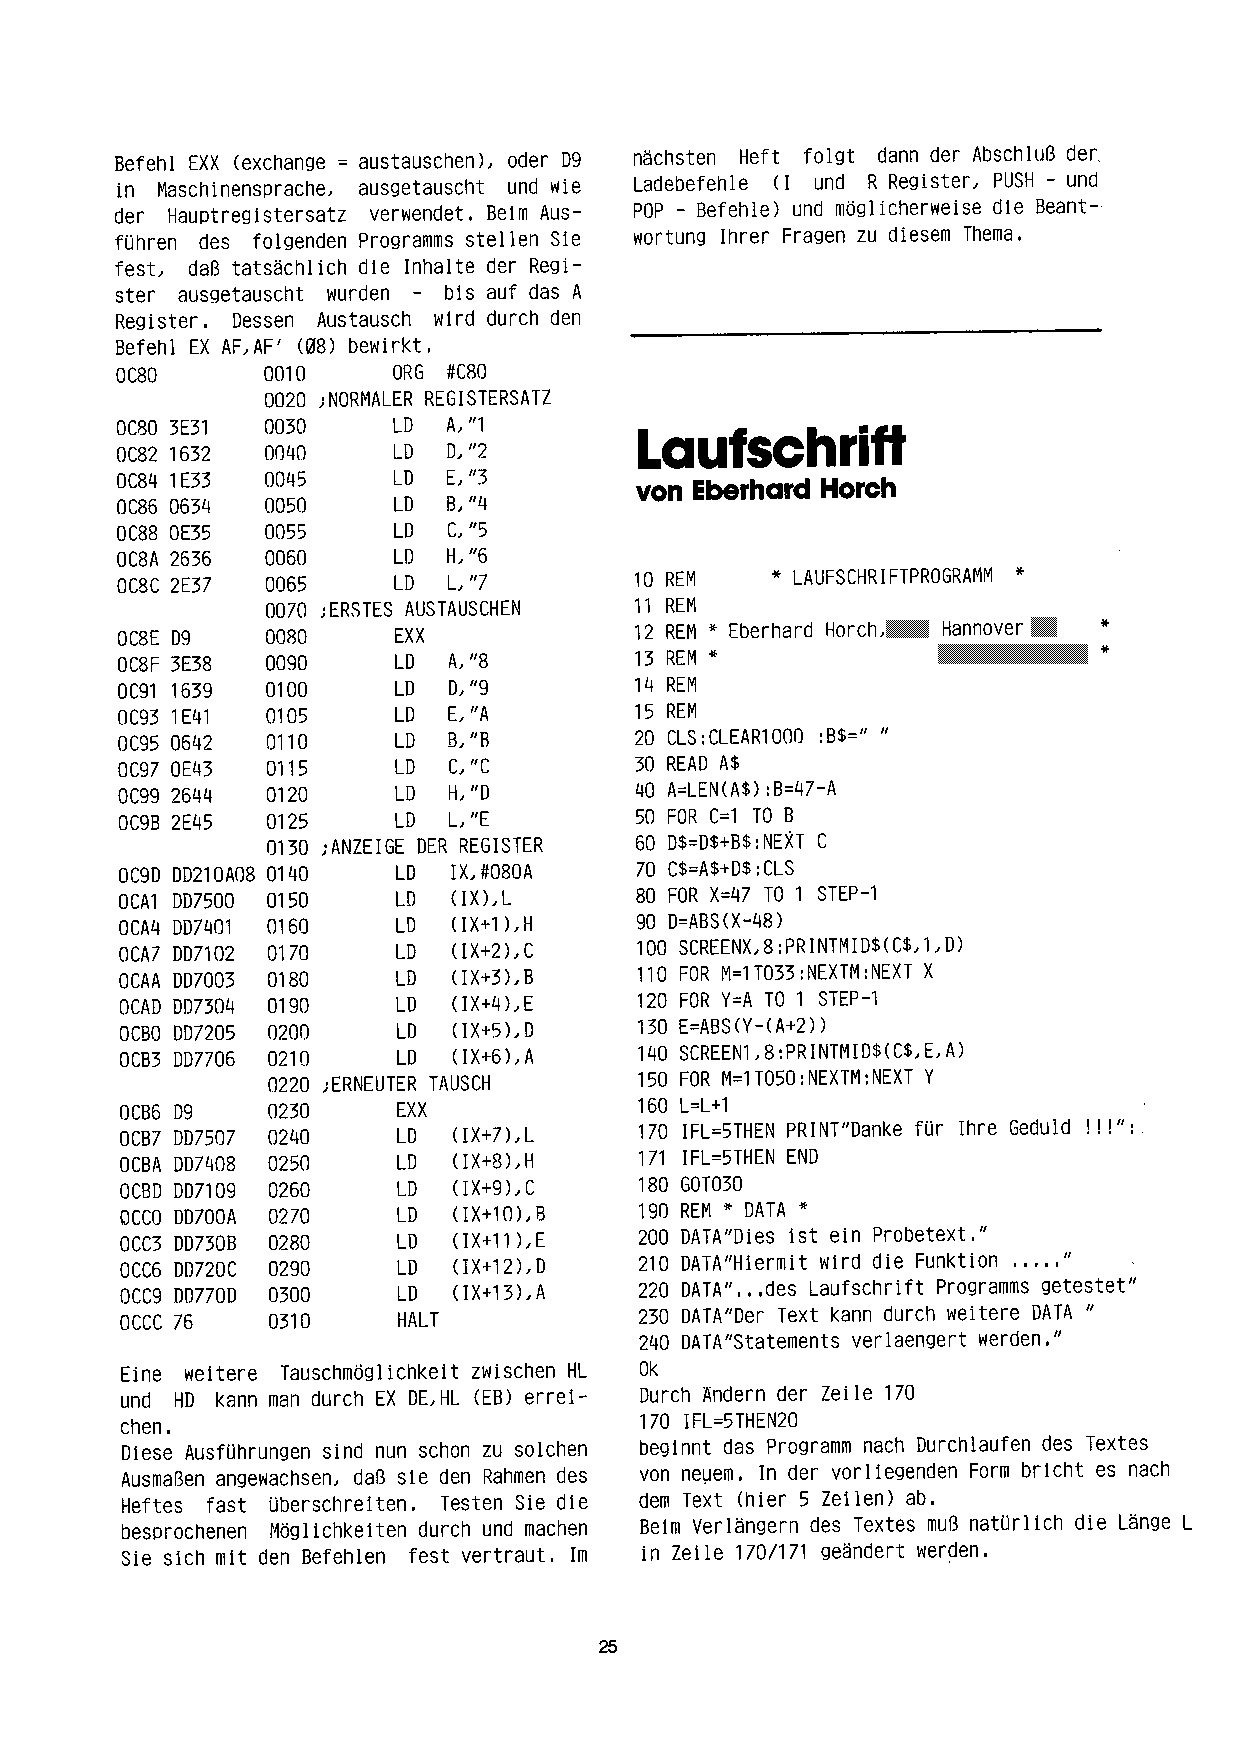 Befehl EXX (exchange = austauschen), oder D9
in Maschinensprache, ausgetauscht und wie
der Hauptregistersatz verwendet. Beim Aus-
führen des folgenden Programms stellen Sie
fest, daß tatsächlich die Inhalte der Regi-
ster ausgetauscht wurden - bis auf das A
Register. Dessen Austausch wird durch den
Befehl EX AF,AF' (Ø8) bewirkt.
0C80 0010 ORG #C80
0020 ;NORMALER REGISTERSATZ
0C80 3E31 0030 LD A,"1
0C82 1632 0040 LD D,"2
0C84 1E33 0045 LD E,"3
0C86 0634 0050 LD B,"4
0C88 0E35 0055 LD C,"5
0C8A 2636 0060 LD H,"6
0C8C 2E37 0065 LD L,"7
0070 ;ERSTES AUSTAUSCHEN
0C8E D9 0080 EXX
0C8F 3E38 0090 LD A,"8
0C91 1639 0100 LD D,"9
0C93 1E41 0105 LD E,"A
0C95 0642 0110 LD B,"B
0C97 0E43 0115 LD C,"C
0C99 2644 0120 LD H,"D
0C9B 2E45 0125 LD L,"E
0130 ;ANZEIGE DER REGISTER
0C9D DD210A08 0140 LD IX,#080A
0CA1 DD7500 0150 LD (IX),L
0CA4 DD7401 0160 LD (IX+1),H
0CA7 DD7102 0170 LD (IX+2),C
0CAA DD7003 0180 LD (IX+3),B
0CAD DD7304 0190 LD (IX+4),E
0CB0 DD7205 0200 LD (IX+5),D
0CB3 DD7706 0210 LD (IX+6),A
0220 ;ERNEUTER TAUSCH
0CB6 D9 0230 EXX
0CB7 DD7507 0240 LD (IX+7),L
0CBA DD7408 0250 LD (IX+8),H
0CBD DD7109 0260 LD (IX+9),C
0CC0 DD700A 0270 LD (IX+10),B
0CC3 DD730B 0280 LD (IX+11),E
0CC6 DD720C 0290 LD (IX+12),D
0CC9 DD770D 0300 LD (IX+13),A
0CCC 76 0310 HALT
Eine weitere Tauschmöglichkeit zwischen HL
und HD kann man durch EX DE,HL (EB) errei-
chen.
Diese Ausführungen sind nun schon zu solchen
Ausmaßen angewachsen, daß sie den Rahmen des
Heftes fast überschreiten. Testen Sie die
besprochenen Möglichkeiten durch und machen
Sie sich mit den Befehlen fest vertraut. Im
nächsten Heft folgt dann der Abschluß der
Ladebefehle (I und R Register, PUSH - und
POP - Befehle) und möglicherweise die Beant-
wortung Ihrer Fragen zu diesem Thema.
Laufschrift
von Eberhard Horch
10 REM * LAUFSCHRIFTPROGRAMM *
11 REM
12 REM * Eberhard Horch, Hannover *
13 REM * *
14 REM
15 REM
20 CLS:CLEAR1000 :B$=" "
30 READ A$
40 A=LEN(A$):B=47-A
50 FOR C=1 TO B
60 D$=D$+B$:NEXT C
70 C$=A$+D$:CLS
80 FOR X=47 TO 1 STEP-1
90 D=ABS(X-48)
100 SCREENX,8:PRINTMID$(C$,1,D)
110 FOR M=1TO33:NEXTM:NEXT X
120 FOR Y=A TO 1 STEP-1
130 E=ABS(Y-(A+2))
140 SCREEN1,8:PRINTMID$(C$,E,A)
150 FOR M=1TO50:NEXTM:NEXT Y
160 L=L+1
170 IFL=5THEN PRINT"Danke für Ihre Geduld !!!":
171 IFL=5THEN END
180 GOTO30
190 REM * DATA *
200 DATA"Dies ist ein Probetext."
210 DATA"Hiermit wird die Funktion ....."
220 DATA"...des Laufschrift Programms getestet"
230 DATA"Der Text kann durch weitere DATA "
240 DATA"Statements verlaengert werden."
Ok
Durch Ändern der Zeile 170
170 IFL=5THEN20
beginnt das Programm nach Durchlaufen des Textes
von neuem. In der vorliegenden Form bricht es nach
dem Text (hier 5 Zeilen) ab.
Beim Verlängern des Textes muß natürlich die Länge L
in Zeile 170/171 geändert werden.
25